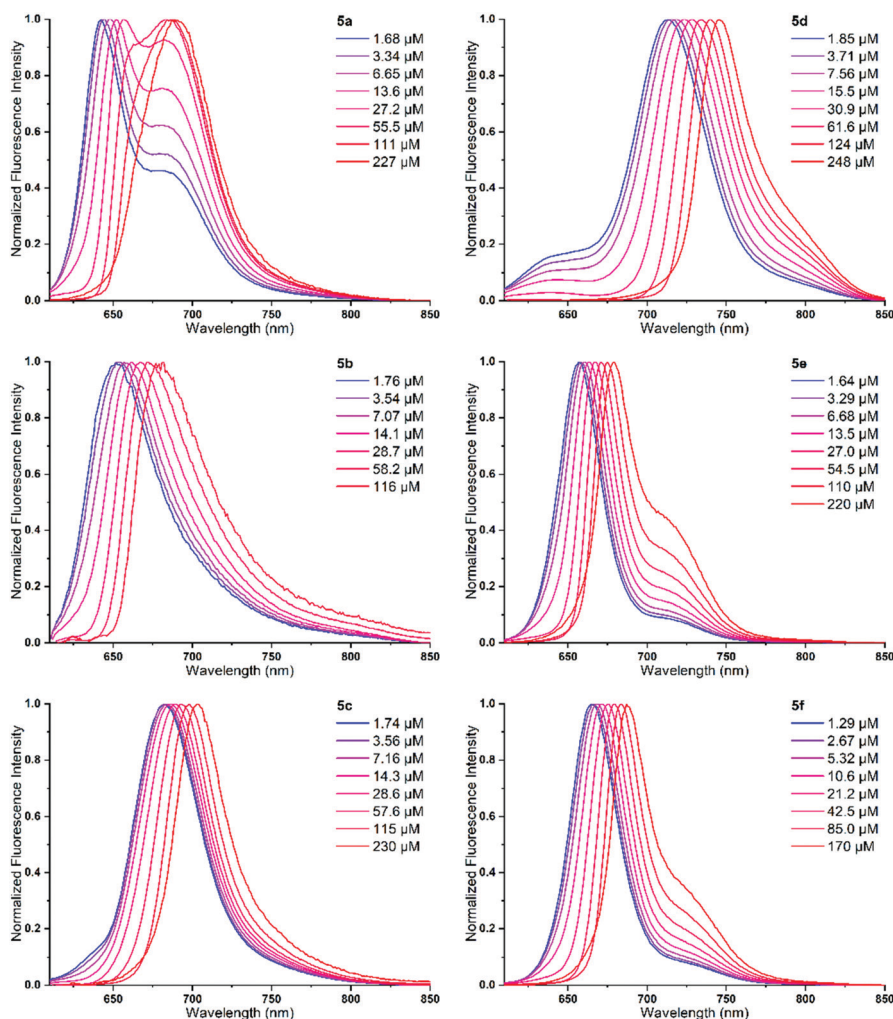 5a
1.68 µM
3.34 µM
6.65 µM
13.6 µM
27.2 µM
55.5 µM
111 µM
227 µM
Normalized Fluorescence Intensity
1.0
0.8
0.6
0.4
0.2
0.0
650 700 750 800 850
Wavelength (nm)
5d
1.85 µM
3.71 µM
7.56 µM
15.5 µM
30.9 µM
61.6 µM
124 µM
248 µM
Normalized Fluorescence Intensity
1.0
0.8
0.6
0.4
0.2
0.0
650 700 750 800 850
Wavelength (nm)
5b
1.76 µM
3.54 µM
7.07 µM
14.1 µM
28.7 µM
58.2 µM
116 µM
Normalized Fluorescence Intensity
1.0
0.8
0.6
0.4
0.2
0.0
650 700 750 800 850
Wavelength (nm)
5e
1.64 µM
3.29 µM
6.68 µM
13.5 µM
27.0 µM
54.5 µM
110 µM
220 µM
Normalized Fluorescence Intensity
1.0
0.8
0.6
0.4
0.2
0.0
650 700 750 800 850
Wavelength (nm)
5c
1.74 µM
3.56 µM
7.16 µM
14.3 µM
28.6 µM
57.6 µM
115 µM
230 µM
Normalized Fluorescence Intensity
1.0
0.8
0.6
0.4
0.2
0.0
650 700 750 800 850
Wavelength (nm)
5f
1.29 µM
2.67 µM
5.32 µM
10.6 µM
21.2 µM
42.5 µM
85.0 µM
170 µM
Normalized Fluorescence Intensity
1.0
0.8
0.6
0.4
0.2
0.0
650 700 750 800 850
Wavelength (nm)